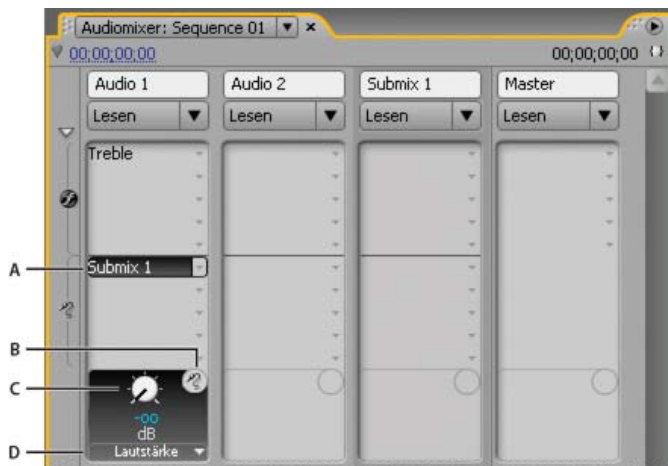 Audiomixer: Sequence 01
00;00;00;00 00;00;00;00
Audio 1 Audio 2 Submix 1 Master
Lesen Lesen Lesen Lesen
Treble
A Submix 1
B
C
-00
dB
D Lautstärke